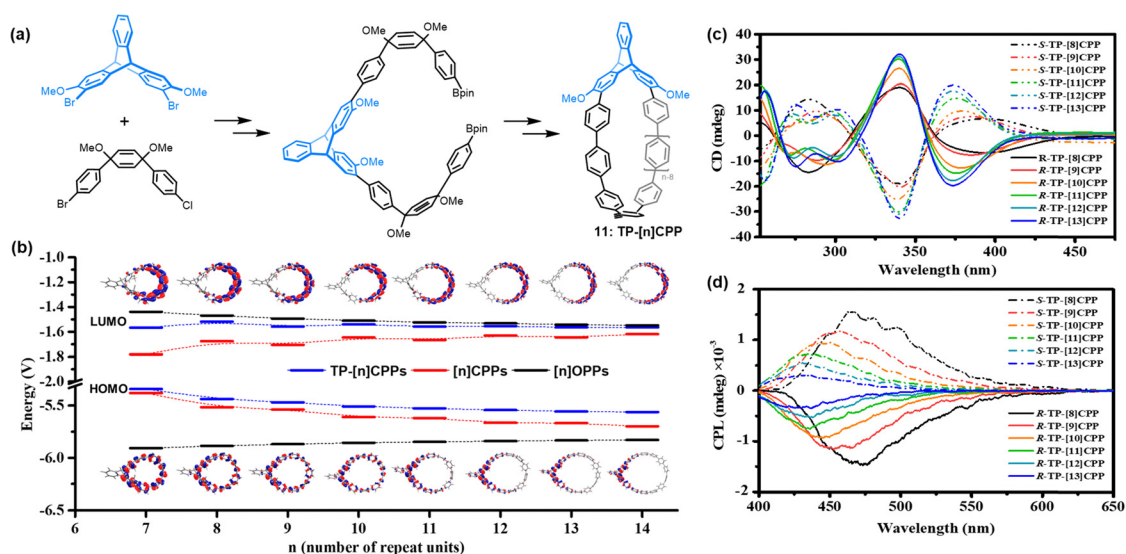 (a)
MeO
Br
OMe
Br
+
MeO
OMe
Br
Cl
OMe
OMe
Bpin
OMe
OMe
Bpin
OMe
OMe
MeO
OMe
n-8
11: TP-[n]CPP
(b)
Energy (V)
-1.0
-1.2
-1.4
-1.6
-1.8
-2.0
-5.5
-6.0
-6.5
LUMO
HOMO
TP-[n]CPPs
[n]CPPs
[n]OPPs
6 7 8 9 10 11 12 13 14
n (number of repeat units)
(c)
CD (mdeg)
40
30
20
10
0
-10
-20
-30
-40
S-TP-[8]CPP
S-TP-[9]CPP
S-TP-[10]CPP
S-TP-[11]CPP
S-TP-[12]CPP
S-TP-[13]CPP
R-TP-[8]CPP
R-TP-[9]CPP
R-TP-[10]CPP
R-TP-[11]CPP
R-TP-[12]CPP
R-TP-[13]CPP
300 350 400 450
Wavelength (nm)
(d)
CPL (mdeg) ×10-3
2
1
0
-1
-2
S-TP-[8]CPP
S-TP-[9]CPP
S-TP-[10]CPP
S-TP-[11]CPP
S-TP-[12]CPP
S-TP-[13]CPP
R-TP-[8]CPP
R-TP-[9]CPP
R-TP-[10]CPP
R-TP-[11]CPP
R-TP-[12]CPP
R-TP-[13]CPP
400 450 500 550 600 650
Wavelength (nm)